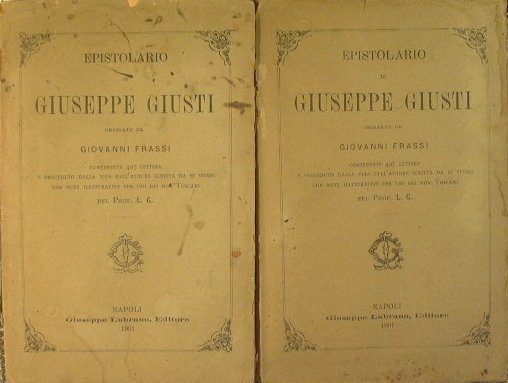 EPISTOLARIO
GIUSEPPE GIUSTI
ORDINATO DA
GIOVANNI FRASSI
CONTENENTE 407 LETTERE
E PRECEDUTO DALLA VITA DELL'AUTORE SCRITTA DA SE STESSO
CON NOTE ILLUSTRATIVE PER USO DEI NON TOSCANI
PEL PROF. L. G.
NAPOLI
Giuseppe Lubrano, Editore
1901
EPISTOLARIO
DI
GIUSEPPE GIUSTI
ORDINATO DA
GIOVANNI FRASSI
CONTENENTE 407 LETTERE
E PRECEDUTO DALLA VITA DELL'AUTORE SCRITTA DA SE STESSO
CON NOTE ILLUSTRATIVE PER USO DEI NON TOSCANI
PEL PROF. L. G.
NAPOLI
Giuseppe Lubrano, Editore
1901